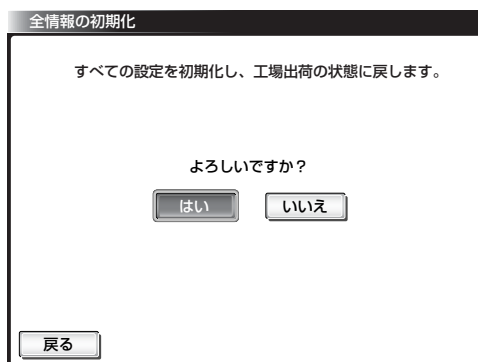 全情報の初期化
すべての設定を初期化し、工場出荷の状態に戻します。
よろしいですか？
はい いいえ
戻る